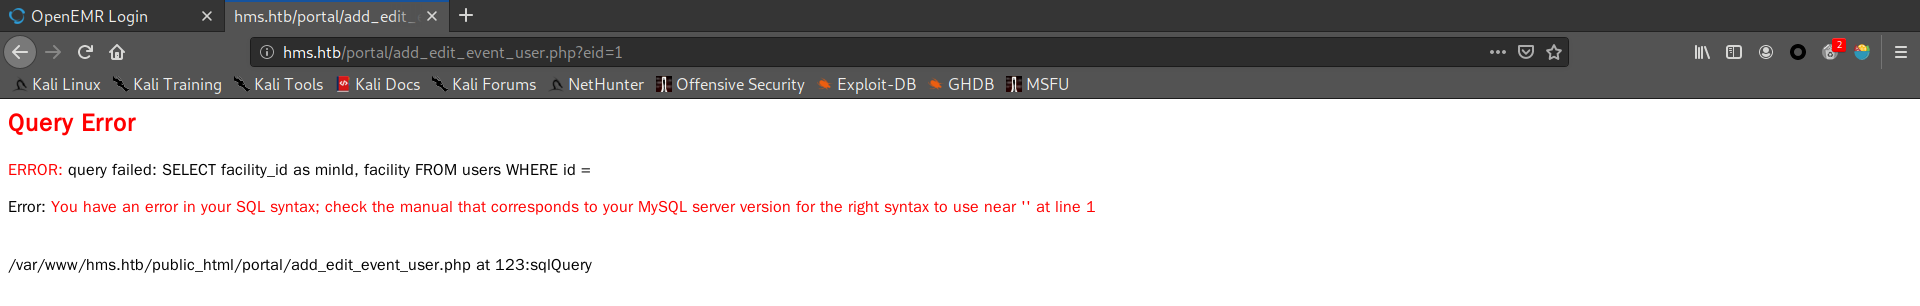 OpenEMR Login hms.htb/portal/add_edit_
hms.htb/portal/add_edit_event_user.php?eid=1 2
Kali Linux Kali Training Kali Tools Kali Docs Kali Forums NetHunter Offensive Security Exploit-DB GHDB MSFU
Query Error
ERROR: query failed: SELECT facility_id as minId, facility FROM users WHERE id =
Error: You have an error in your SQL syntax; check the manual that corresponds to your MySQL server version for the right syntax to use near '' at line 1
/var/www/hms.htb/public_html/portal/add_edit_event_user.php at 123:sqlQuery